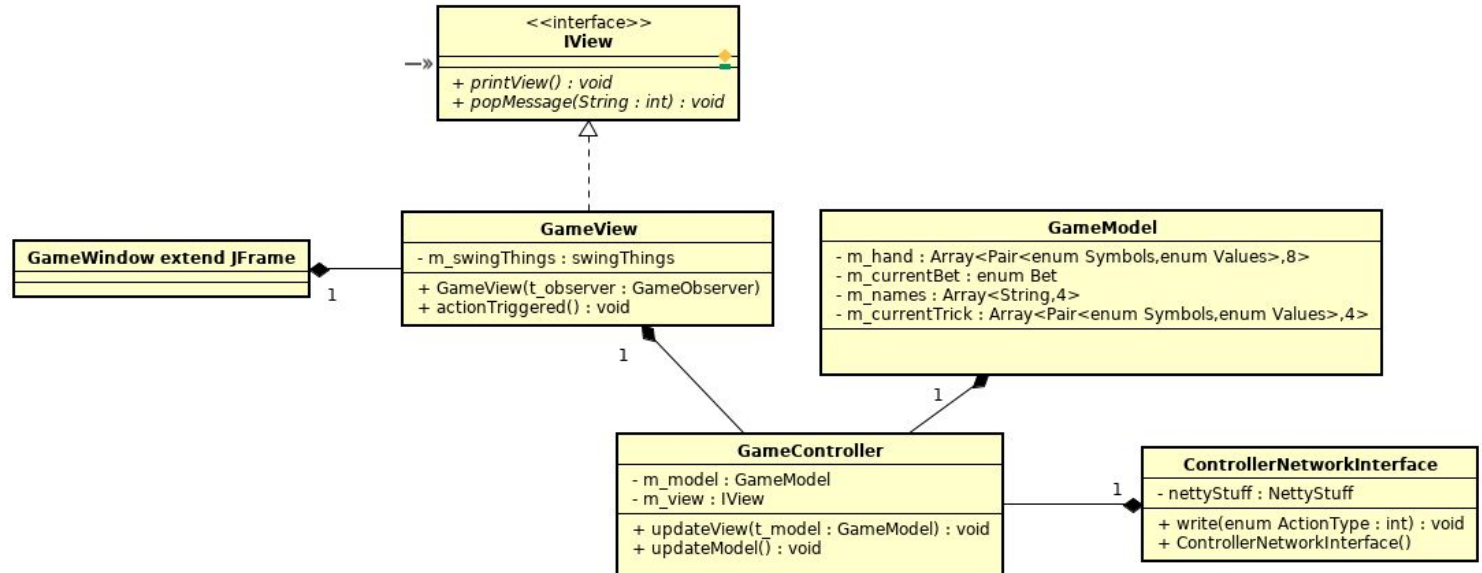 <<interface>>
IView
+ printView() : void
+ popMessage(String : int) : void
GameWindow extend JFrame
1
GameView
- m_swingThings : swingThings
+ GameView(t_observer : GameObserver)
+ actionTriggered() : void
1
GameModel
- m_hand : Array<Pair<enum Symbols,enum Values>,8>
- m_currentBet : enum Bet
- m_names : Array<String,4>
- m_currentTrick : Array<Pair<enum Symbols,enum Values>,4>
1
GameController
- m_model : GameModel
- m_view : IView
+ updateView(t_model : GameModel) : void
+ updateModel() : void
1
ControllerNetworkInterface
- nettyStuff : NettyStuff
+ write(enum ActionType : int) : void
+ ControllerNetworkInterface()